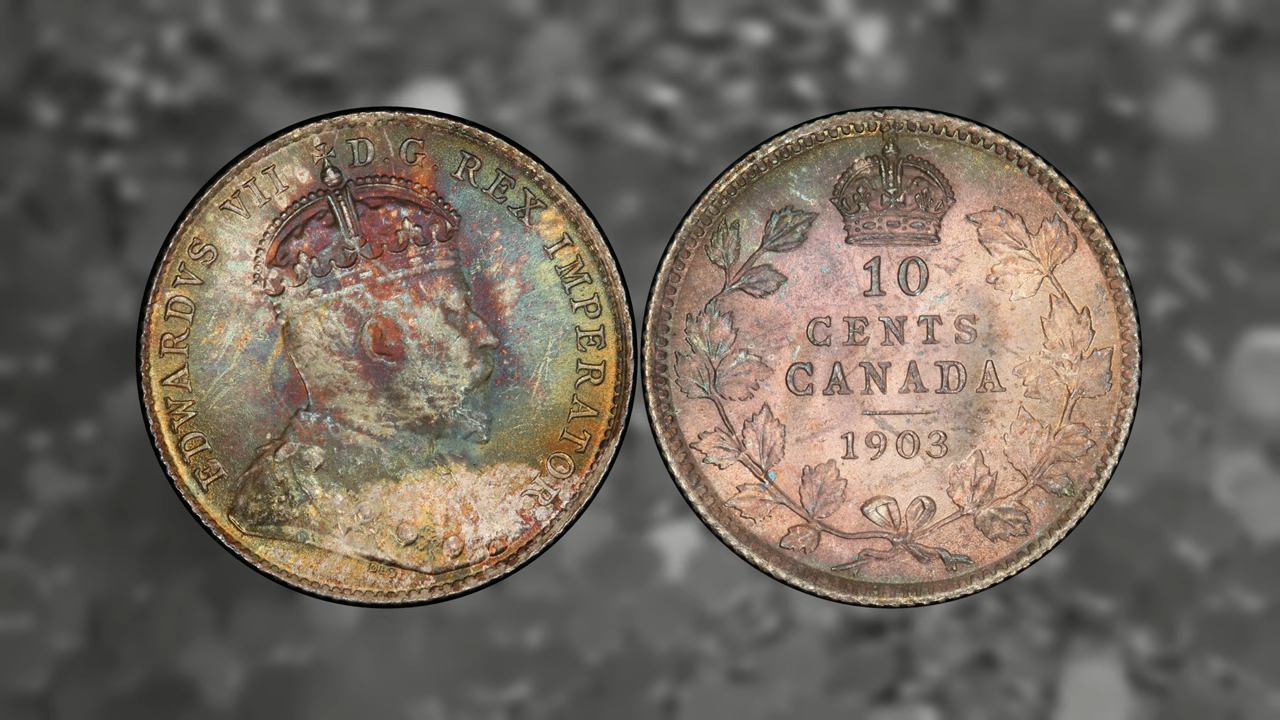 EDWARDVS VII D.G. REX IMPERATOR
10
CENTS
CANADA
1903